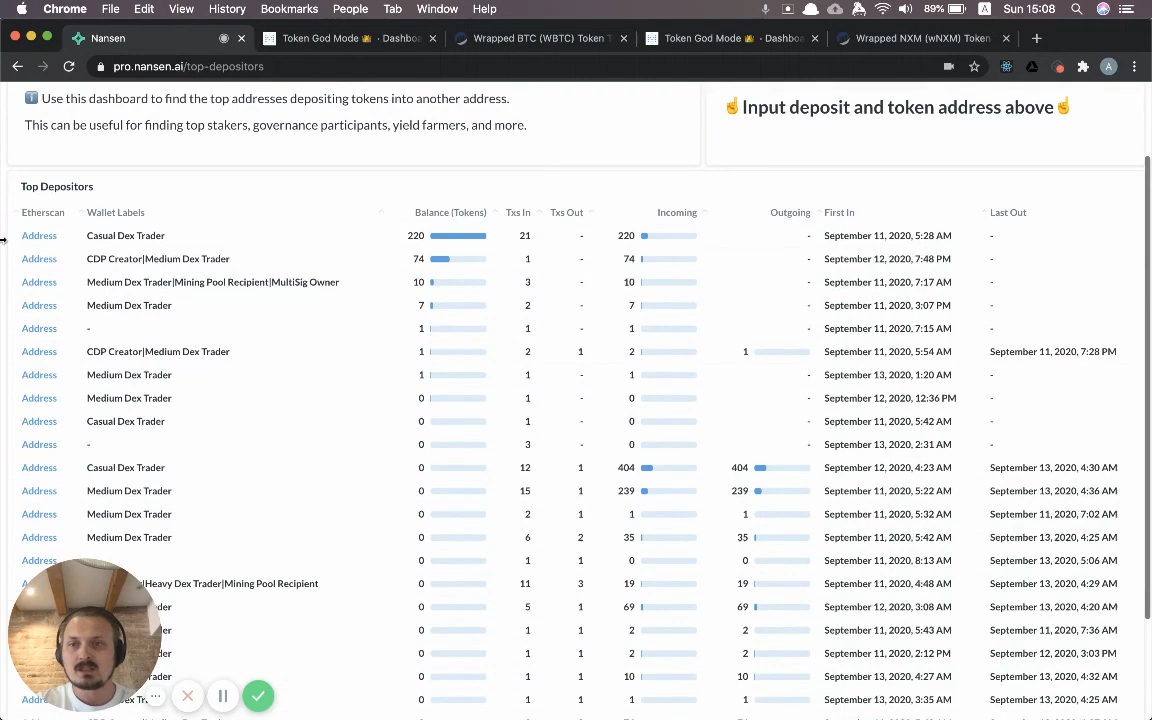 Chrome File Edit View History Bookmarks People Tab Window Help 89% A Sun 15:08
Nansen Token God Mode 👑 · Dashbo Wrapped BTC (WBTC) Token T Token God Mode 👑 · Dashbo Wrapped NXM (wNXM) Token
pro.nansen.ai/top-depositors A
ℹ️ Use this dashboard to find the top addresses depositing tokens into another address.
This can be useful for finding top stakers, governance participants, yield farmers, and more.
☝️Input deposit and token address above☝️
Top Depositors
Etherscan Wallet Labels Balance (Tokens) Txs In Txs Out Incoming Outgoing First In Last Out
Address Casual Dex Trader 220 21 - 220 - September 11, 2020, 5:28 AM -
Address CDP Creator|Medium Dex Trader 74 1 - 74 - September 12, 2020, 7:48 PM -
Address Medium Dex Trader|Mining Pool Recipient|MultiSig Owner 10 3 - 10 - September 11, 2020, 7:17 AM -
Address Medium Dex Trader 7 2 - 7 - September 11, 2020, 3:07 PM -
Address - 1 1 - 1 - September 11, 2020, 7:15 AM -
Address CDP Creator|Medium Dex Trader 1 2 1 2 1 September 11, 2020, 5:54 AM September 11, 2020, 7:28 PM
Address Medium Dex Trader 1 1 - 1 - September 13, 2020, 1:20 AM -
Address Medium Dex Trader 0 1 - 0 - September 12, 2020, 12:36 PM -
Address Casual Dex Trader 0 1 - 0 - September 11, 2020, 5:42 AM -
Address - 0 3 - 0 - September 13, 2020, 2:31 AM -
Address Casual Dex Trader 0 12 1 404 404 September 12, 2020, 4:23 AM September 13, 2020, 4:30 AM
Address Medium Dex Trader 0 15 1 239 239 September 11, 2020, 5:22 AM September 13, 2020, 4:36 AM
Address Medium Dex Trader 0 2 1 1 1 September 11, 2020, 5:32 AM September 11, 2020, 7:02 AM
Address Medium Dex Trader 0 6 2 35 35 September 11, 2020, 5:42 AM September 13, 2020, 4:25 AM
Address 0 1 1 0 0 September 11, 2020, 8:13 AM September 13, 2020, 5:06 AM
|Heavy Dex Trader|Mining Pool Recipient 0 11 3 19 19 September 11, 2020, 4:48 AM September 13, 2020, 4:29 AM
0 5 1 69 69 September 12, 2020, 3:08 AM September 13, 2020, 4:20 AM
0 1 1 2 2 September 11, 2020, 5:43 AM September 11, 2020, 7:36 AM
0 1 1 2 2 September 11, 2020, 2:12 PM September 12, 2020, 3:03 PM
0 1 1 10 10 September 13, 2020, 4:27 AM September 13, 2020, 4:32 AM
0 1 1 1 1 September 13, 2020, 3:35 AM September 13, 2020, 4:25 AM